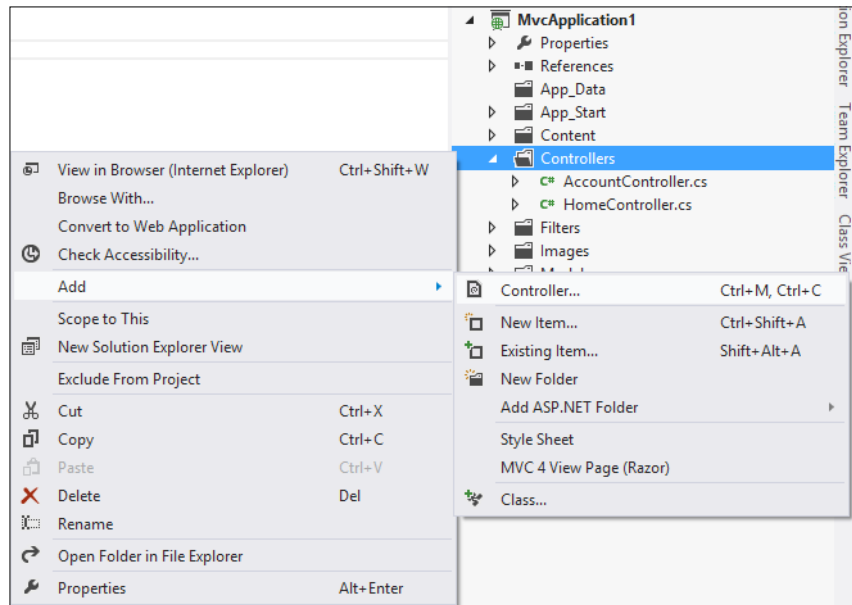 MvcApplication1
Properties
References
App_Data
App_Start
Content
Controllers
C# AccountController.cs
C# HomeController.cs
Filters
Images
View in Browser (Internet Explorer) Ctrl+Shift+W
Browse With...
Convert to Web Application
Check Accessibility...
Add
Scope to This
New Solution Explorer View
Exclude From Project
Cut Ctrl+X
Copy Ctrl+C
Paste Ctrl+V
Delete Del
Rename
Open Folder in File Explorer
Properties Alt+Enter
Controller... Ctrl+M, Ctrl+C
New Item... Ctrl+Shift+A
Existing Item... Shift+Alt+A
New Folder
Add ASP.NET Folder
Style Sheet
MVC 4 View Page (Razor)
Class...
ion Explorer
Team Explorer
Class Vie